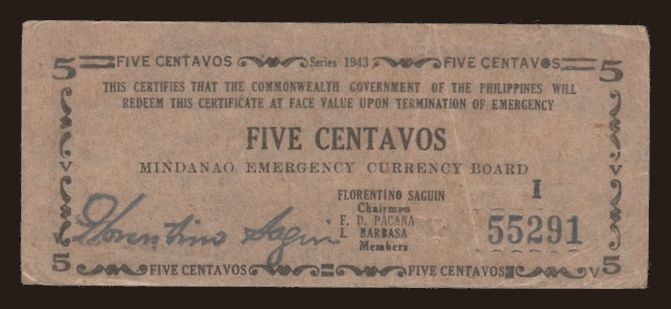 5 FIVE CENTAVOS Series 1943 FIVE CENTAVOS 5
THIS CERTIFIES THAT THE COMMONWEALTH GOVERNMENT OF THE PHILIPPINES WILL
REDEEM THIS CERTIFICATE AT FACE VALUE UPON TERMINATION OF EMERGENCY
FIVE CENTAVOS
V MINDANAO EMERGENCY CURRENCY BOARD V
I
FLORENTINO SAGUIN
Chairman
F. D. PACANA
I. BARBASA
Members
Florentino Saguin
55291
5 V FIVE CENTAVOS FIVE CENTAVOS V 5